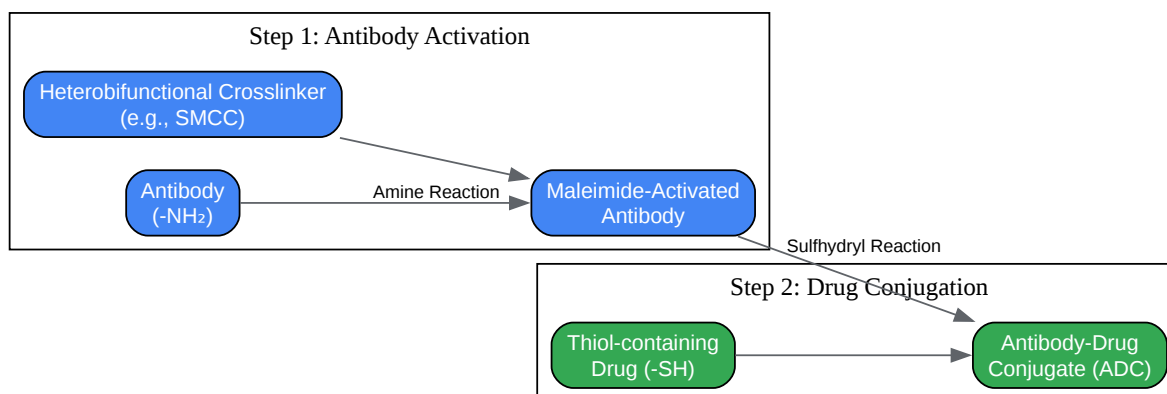 Step 1: Antibody Activation
Heterobifunctional Crosslinker
(e.g., SMCC)
Antibody
(-NH₂)
Amine Reaction
Maleimide-Activated
Antibody
Sulfhydryl Reaction
Step 2: Drug Conjugation
Thiol-containing
Drug (-SH)
Antibody-Drug
Conjugate (ADC)